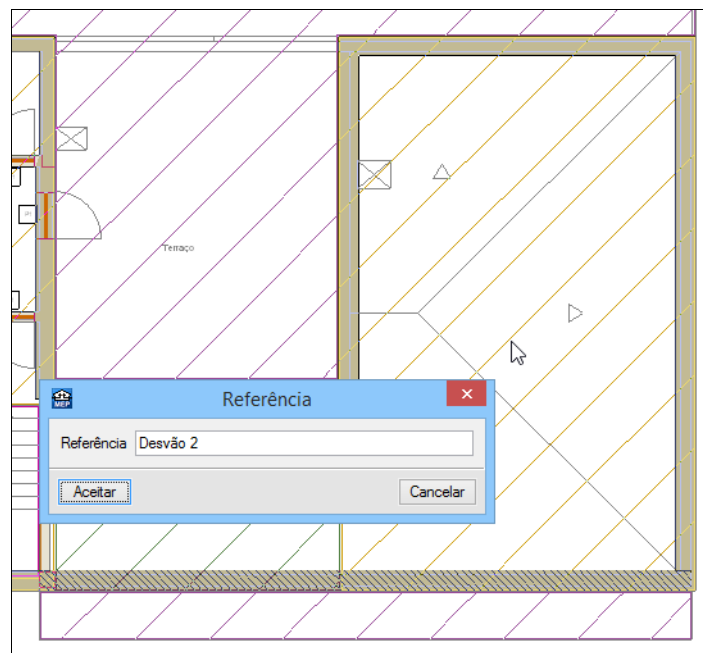 Terraço
MEP
Referência
Referência
Desvão 2
Aceitar
Cancelar